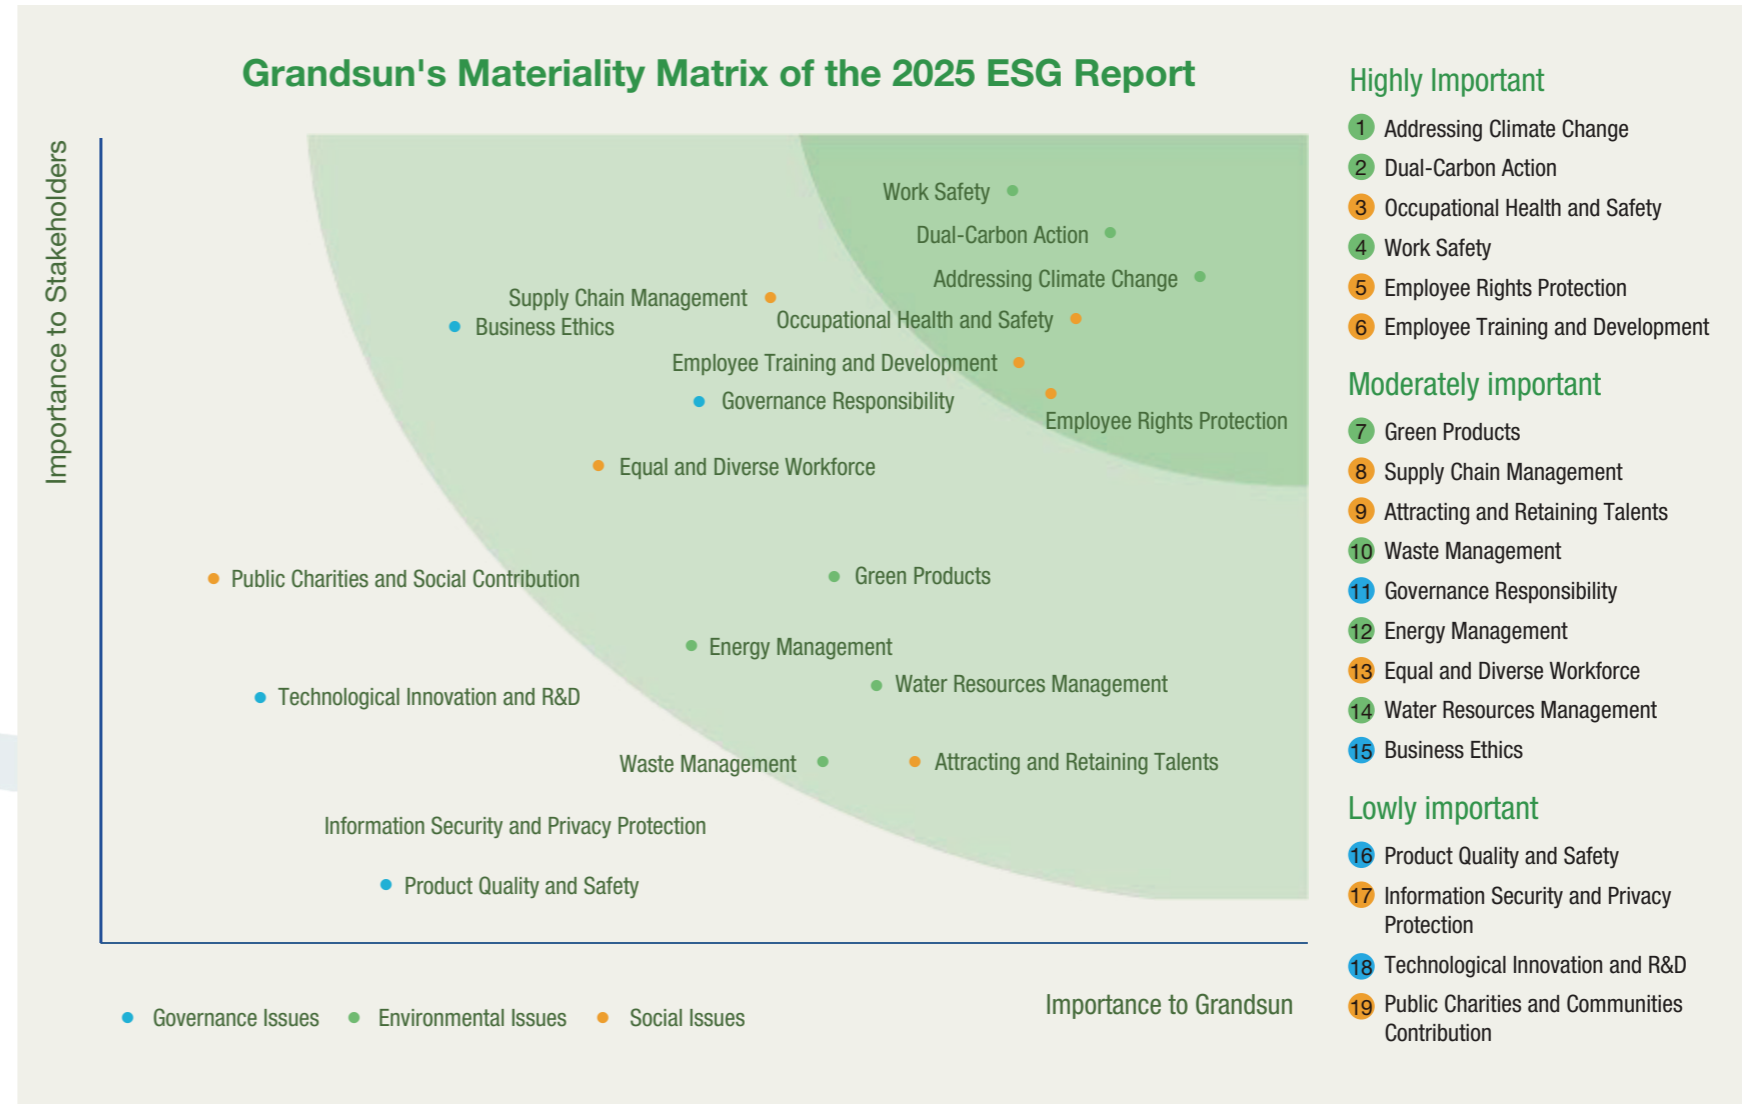 Grandsun's Materiality Matrix of the 2025 ESG Report
Importance to Stakeholders
Work Safety
Dual-Carbon Action
Addressing Climate Change
Supply Chain Management
Occupational Health and Safety
Business Ethics
Employee Training and Development
Governance Responsibility
Employee Rights Protection
Equal and Diverse Workforce
Public Charities and Social Contribution
Green Products
Energy Management
Water Resources Management
Technological Innovation and R&D
Waste Management
Attracting and Retaining Talents
Information Security and Privacy Protection
Product Quality and Safety
Importance to Grandsun
Governance Issues
Environmental Issues
Social Issues
Highly Important
1 Addressing Climate Change
2 Dual-Carbon Action
3 Occupational Health and Safety
4 Work Safety
5 Employee Rights Protection
6 Employee Training and Development
Moderately important
7 Green Products
8 Supply Chain Management
9 Attracting and Retaining Talents
10 Waste Management
11 Governance Responsibility
12 Energy Management
13 Equal and Diverse Workforce
14 Water Resources Management
15 Business Ethics
Lowly important
16 Product Quality and Safety
17 Information Security and Privacy
Protection
18 Technological Innovation and R&D
19 Public Charities and Communities
Contribution